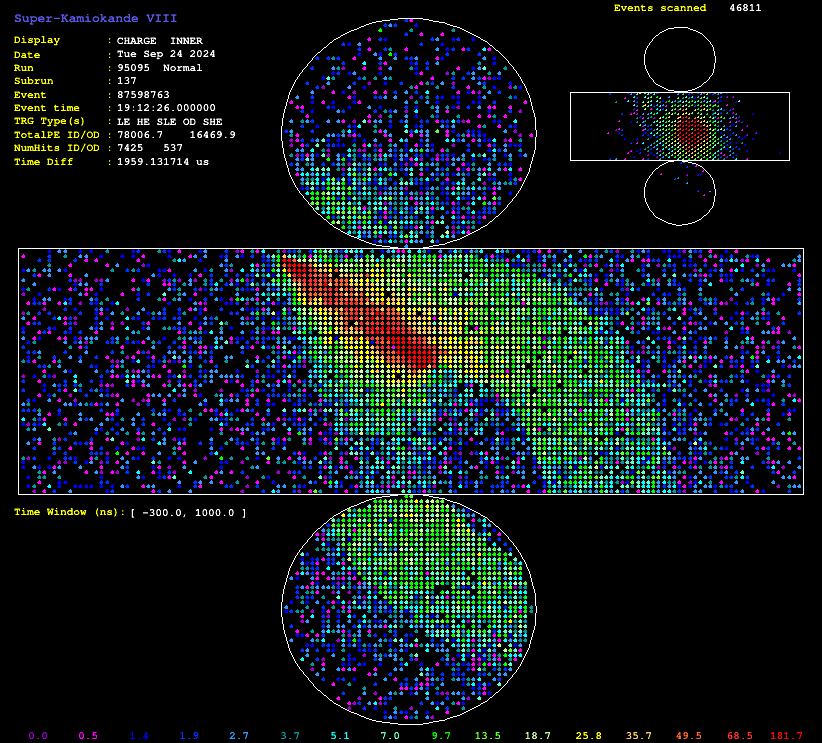 Super-Kamiokande VIII
Display : CHARGE INNER
Date : Tue Sep 24 2024
Run : 95095 Normal
Subrun : 137
Event : 87598763
Event time : 19:12:26.000000
TRG Type(s) : LE HE SLE OD SHE
TotalPE ID/OD : 78006.7 16469.9
NumHits ID/OD : 7425 537
Time Diff : 1959.131714 us
Events scanned 46811
Time Window (ns): [ -300.0, 1000.0 ]
0.0 0.5 1.4 1.9 2.7 3.7 5.1 7.0 9.7 13.5 18.7 25.8 35.7 49.5 68.5 181.7